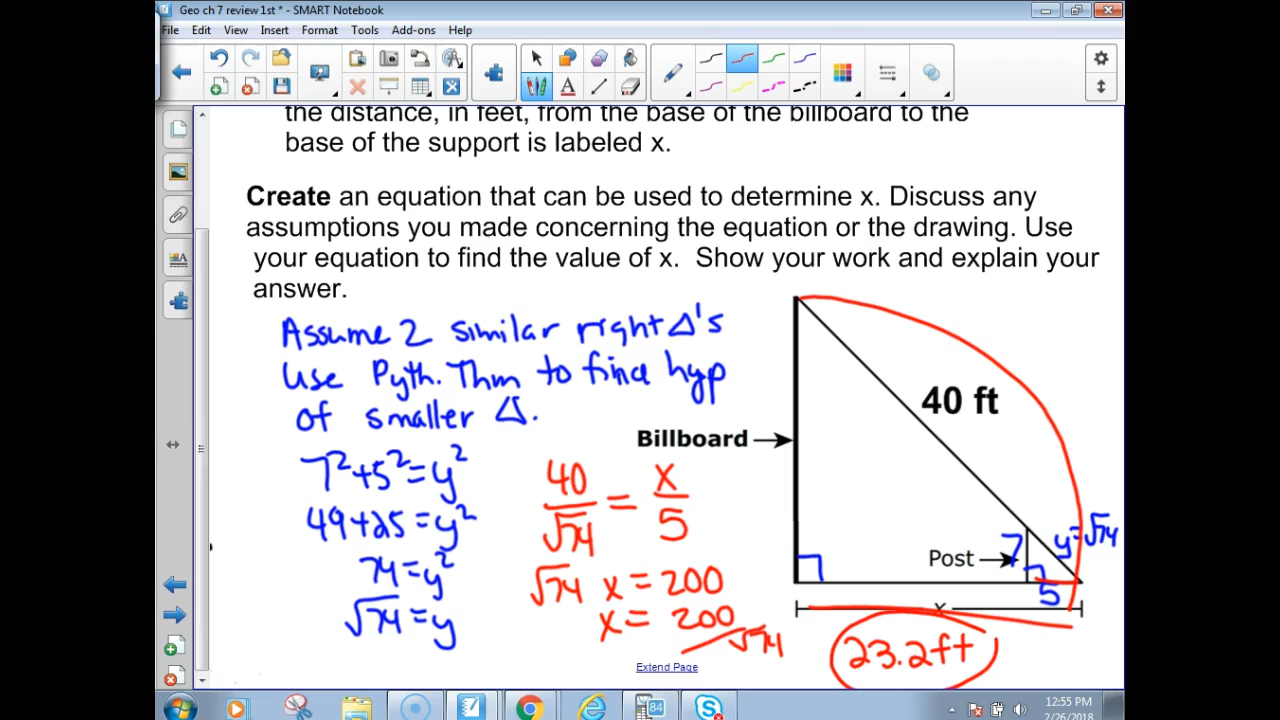 Geo ch 7 review 1st * - SMART Notebook
File Edit View Insert Format Tools Add-ons Help
the distance, in feet, from the base of the billboard to the
base of the support is labeled x.
Create an equation that can be used to determine x. Discuss any
assumptions you made concerning the equation or the drawing. Use
your equation to find the value of x. Show your work and explain your
answer.
Assume 2 similar right Δ's
Use Pyth. Thm to find hyp
of smaller Δ.
7²+5²=y²
49+25=y²
74=y²
√74=y
40/√74 = x/5
√74 x = 200
x = 200/√74
40 ft
Billboard
Post
7
y=√74
5
x
23.2ft
Extend Page
84
12:55 PM
2/26/2018